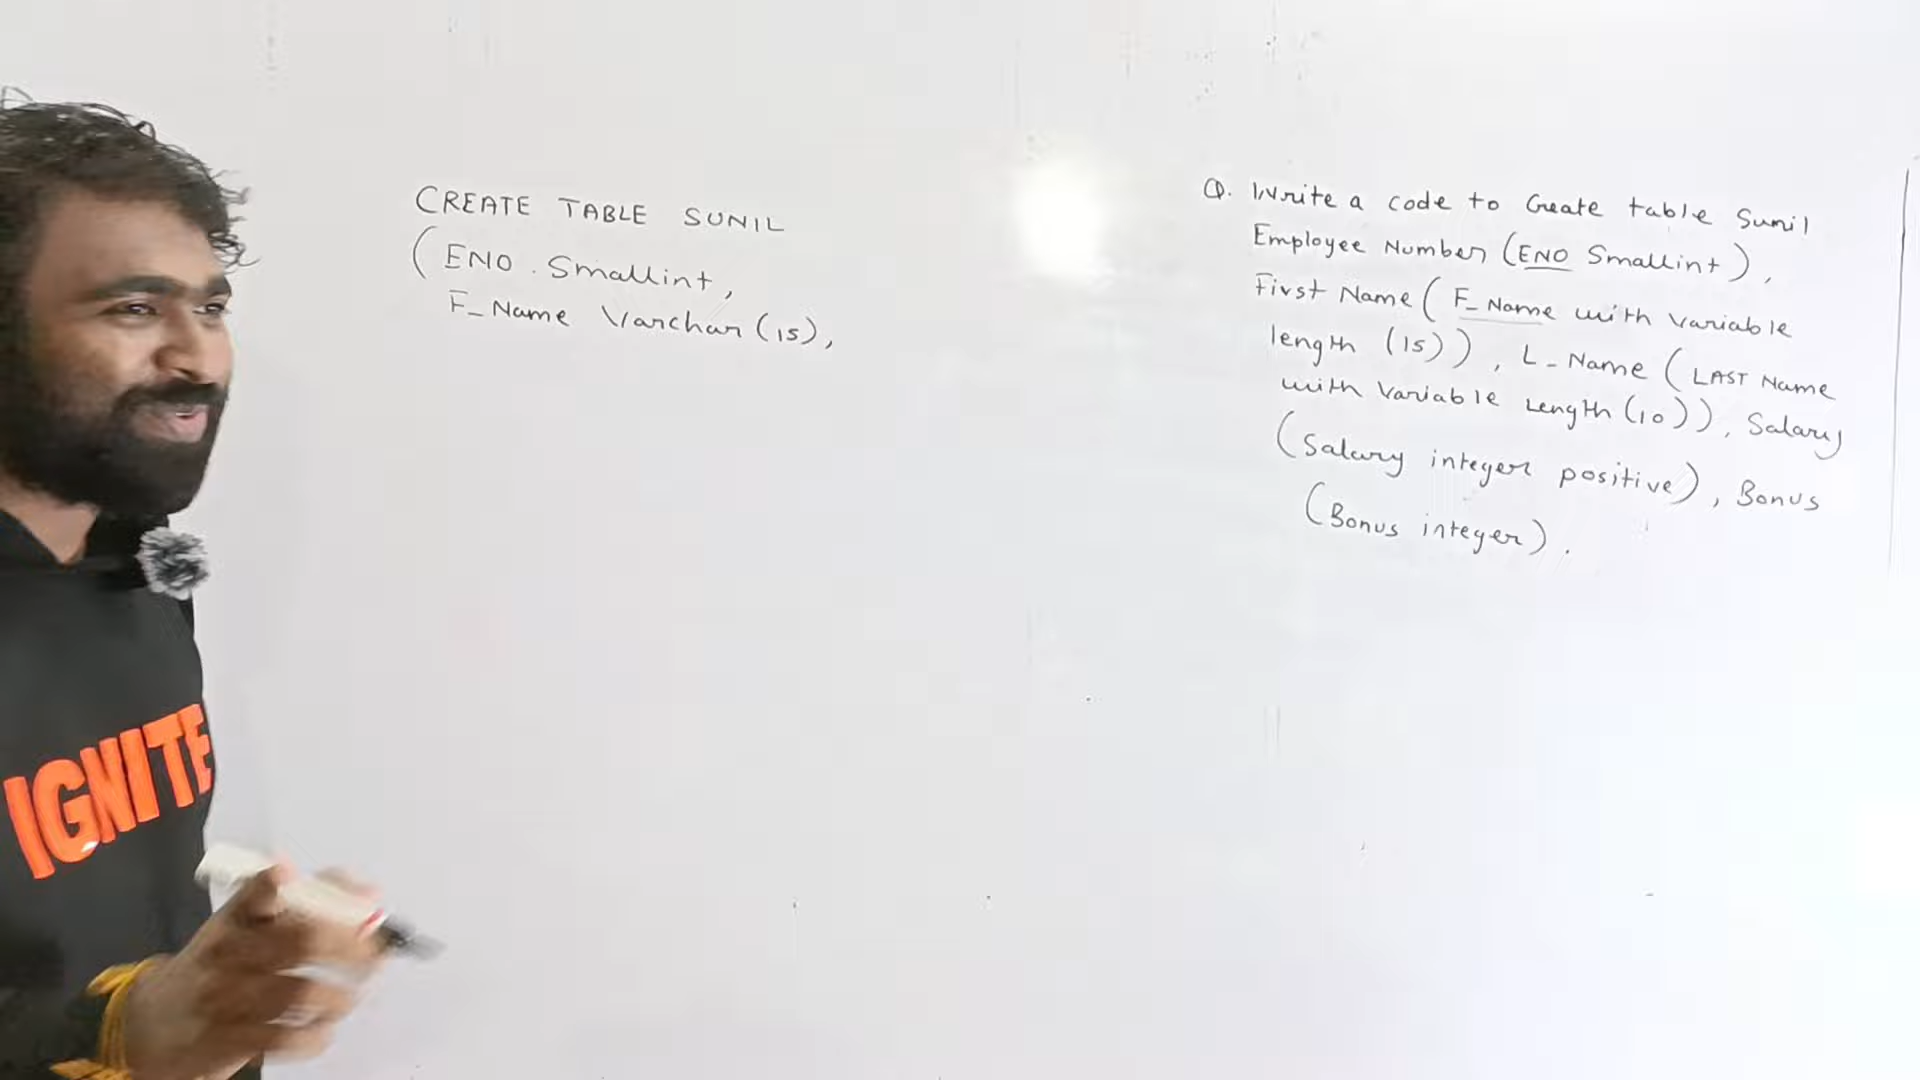 CREATE TABLE SUNIL
(ENO Smallint,
F_Name Varchar(15),
Q. Write a code to Create table Sunil
Employee Number (ENO Smallint),
First Name (F_Name with variable
length (15)), L-Name (LAST Name
with Variable Length (10)), Salary
(Salary integer positive), Bonus
(Bonus integer).
IGNITE